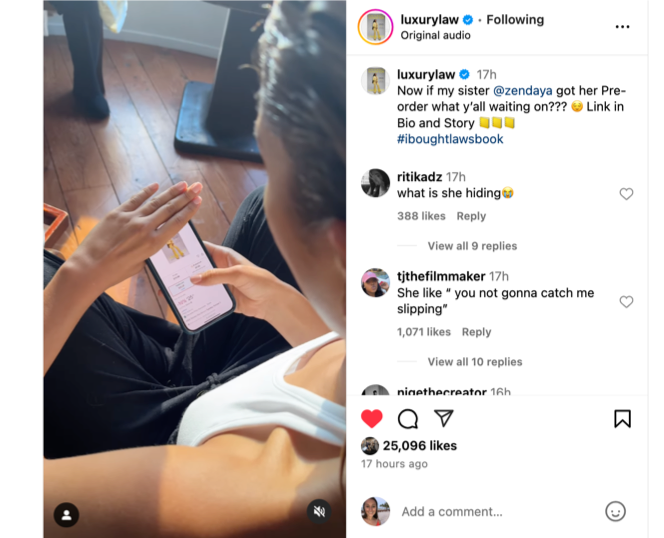 luxurylaw • Following
Original audio
luxurylaw 17h
Now if my sister @zendaya got her Pre-
order what y'all waiting on??? 😌 Link in
Bio and Story 📒📒📒
#iboughtlawsbook
ritikadz 17h
what is she hiding😭
388 likes Reply
View all 9 replies
tjthefilmmaker 17h
She like “ you not gonna catch me
slipping”
1,071 likes Reply
View all 10 replies
nigethecreator 16h
25,096 likes
17 hours ago
Add a comment...